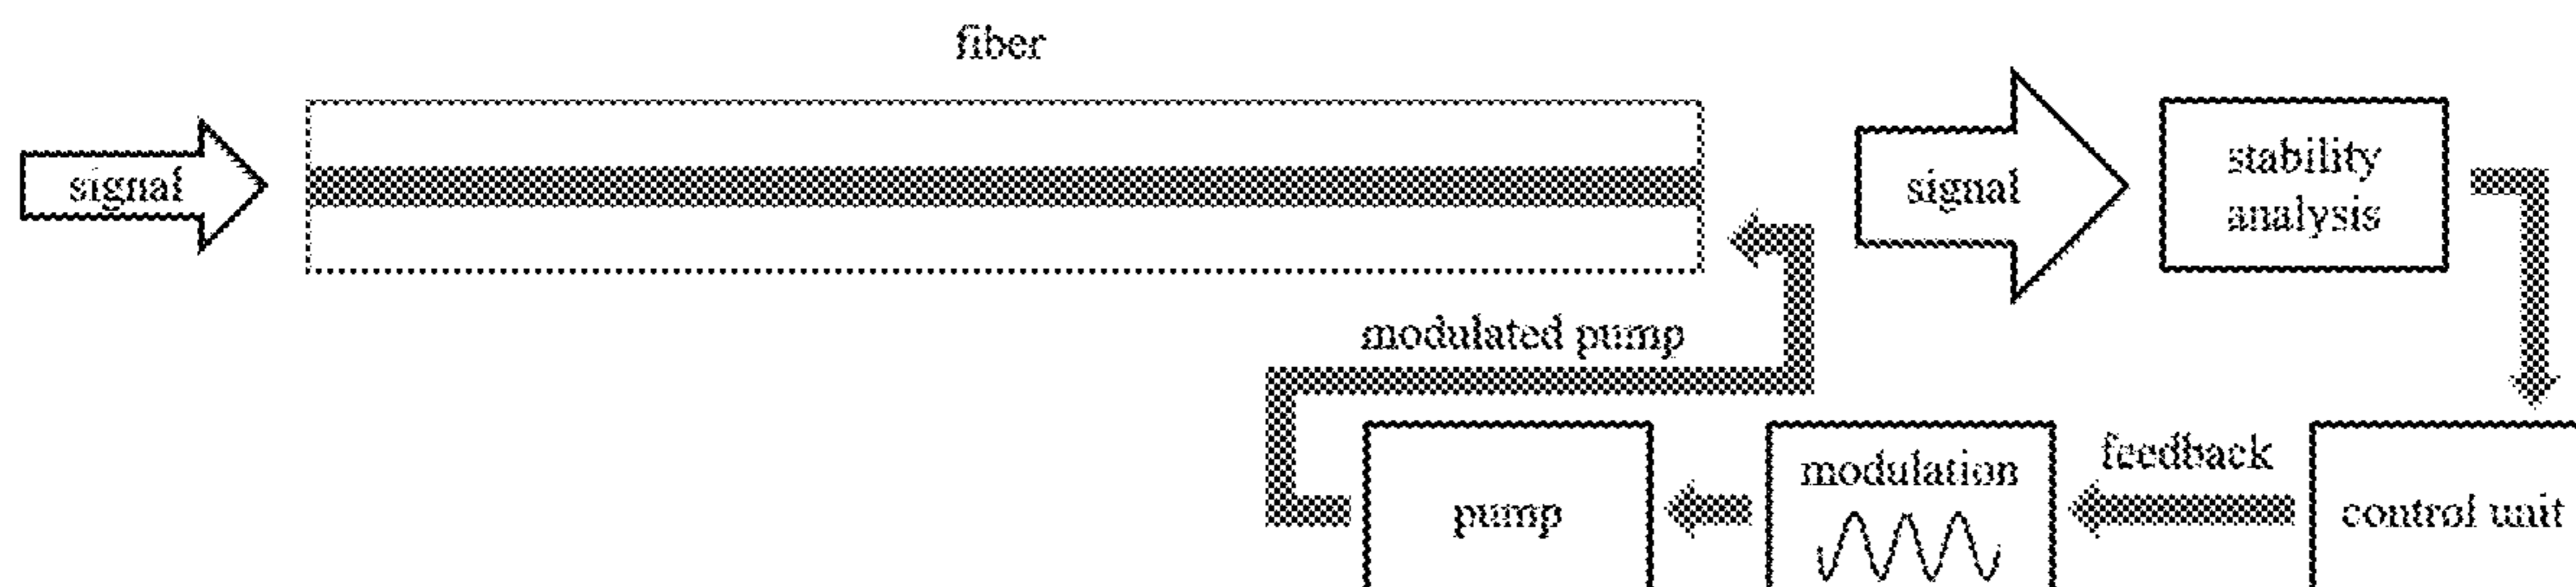 fiber
signal
signal
stability
analysis
modulated pump
pump
modulation
feedback
control unit